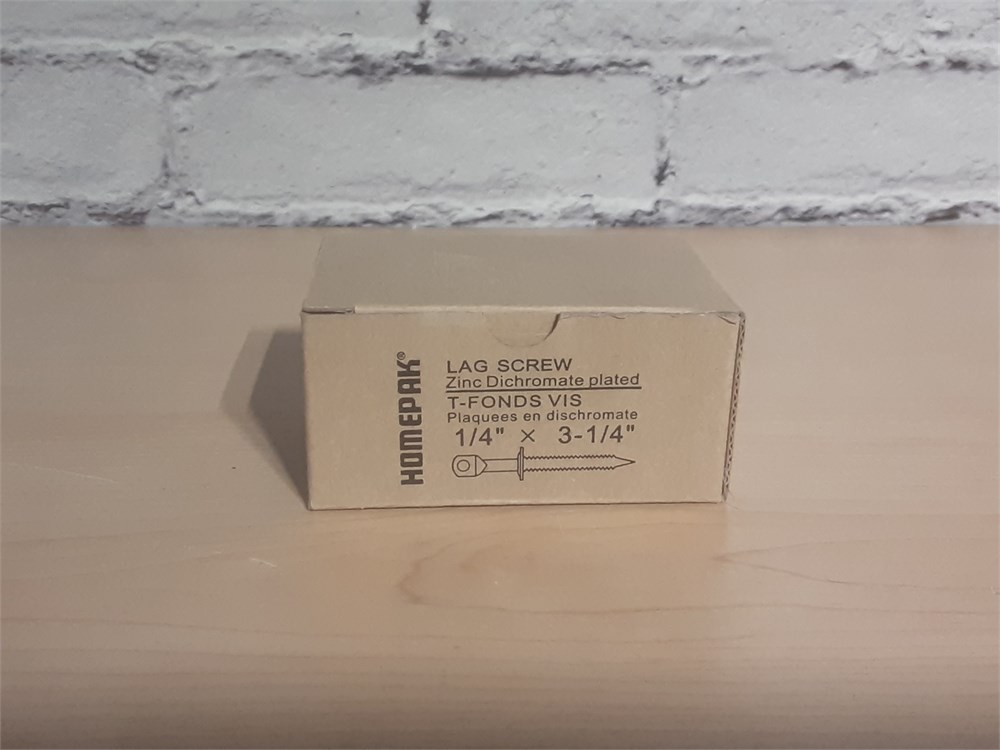 HOMEPAK®
LAG SCREW
Zinc Dichromate plated
T-FONDS VIS
Plaquees en dischromate
1/4" × 3-1/4"